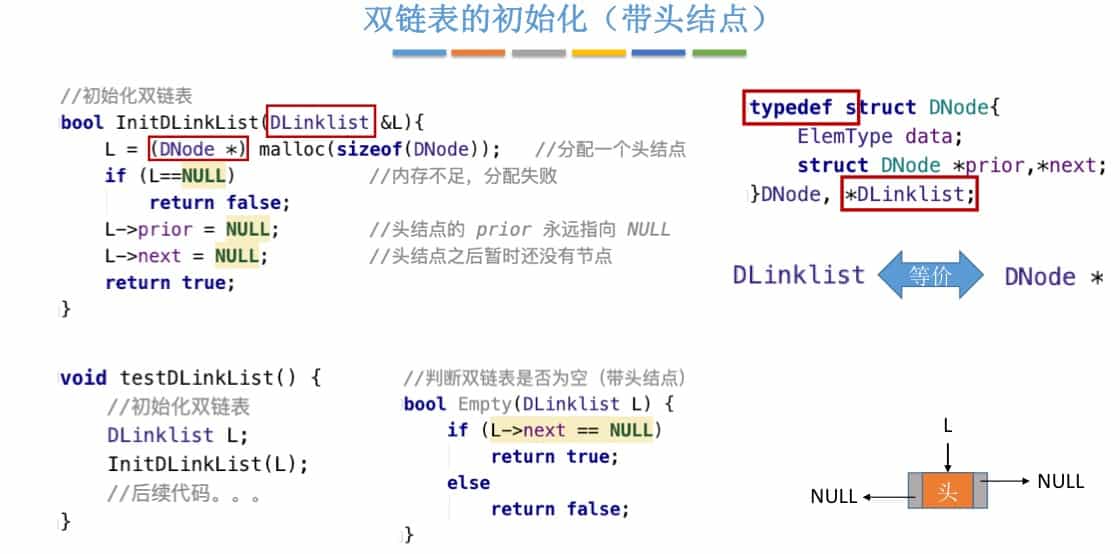 双链表的初始化（带头结点）
//初始化双链表
bool InitDLinkList(DLinklist &L){
L = (DNode *) malloc(sizeof(DNode)); //分配一个头结点
if (L==NULL) //内存不足，分配失败
return false;
L->prior = NULL; //头结点的 prior 永远指向 NULL
L->next = NULL; //头结点之后暂时还没有节点
return true;
}
typedef struct DNode{
ElemType data;
struct DNode *prior,*next;
}DNode, *DLinklist;
DLinklist 等价 DNode *
void testDLinkList() {
//初始化双链表
DLinklist L;
InitDLinkList(L);
//后续代码。。。
}
//判断双链表是否为空（带头结点）
bool Empty(DLinklist L) {
if (L->next == NULL)
return true;
else
return false;
}
L
NULL 头 NULL